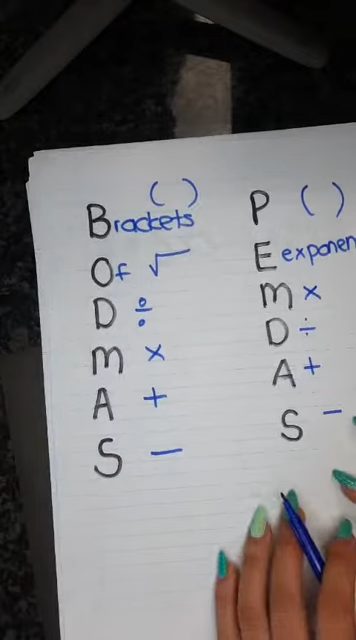 ( )
Brackets
Of √
D ÷
M ×
A +
S −
P ( )
E exponen
M ×
D ÷
A +
S −